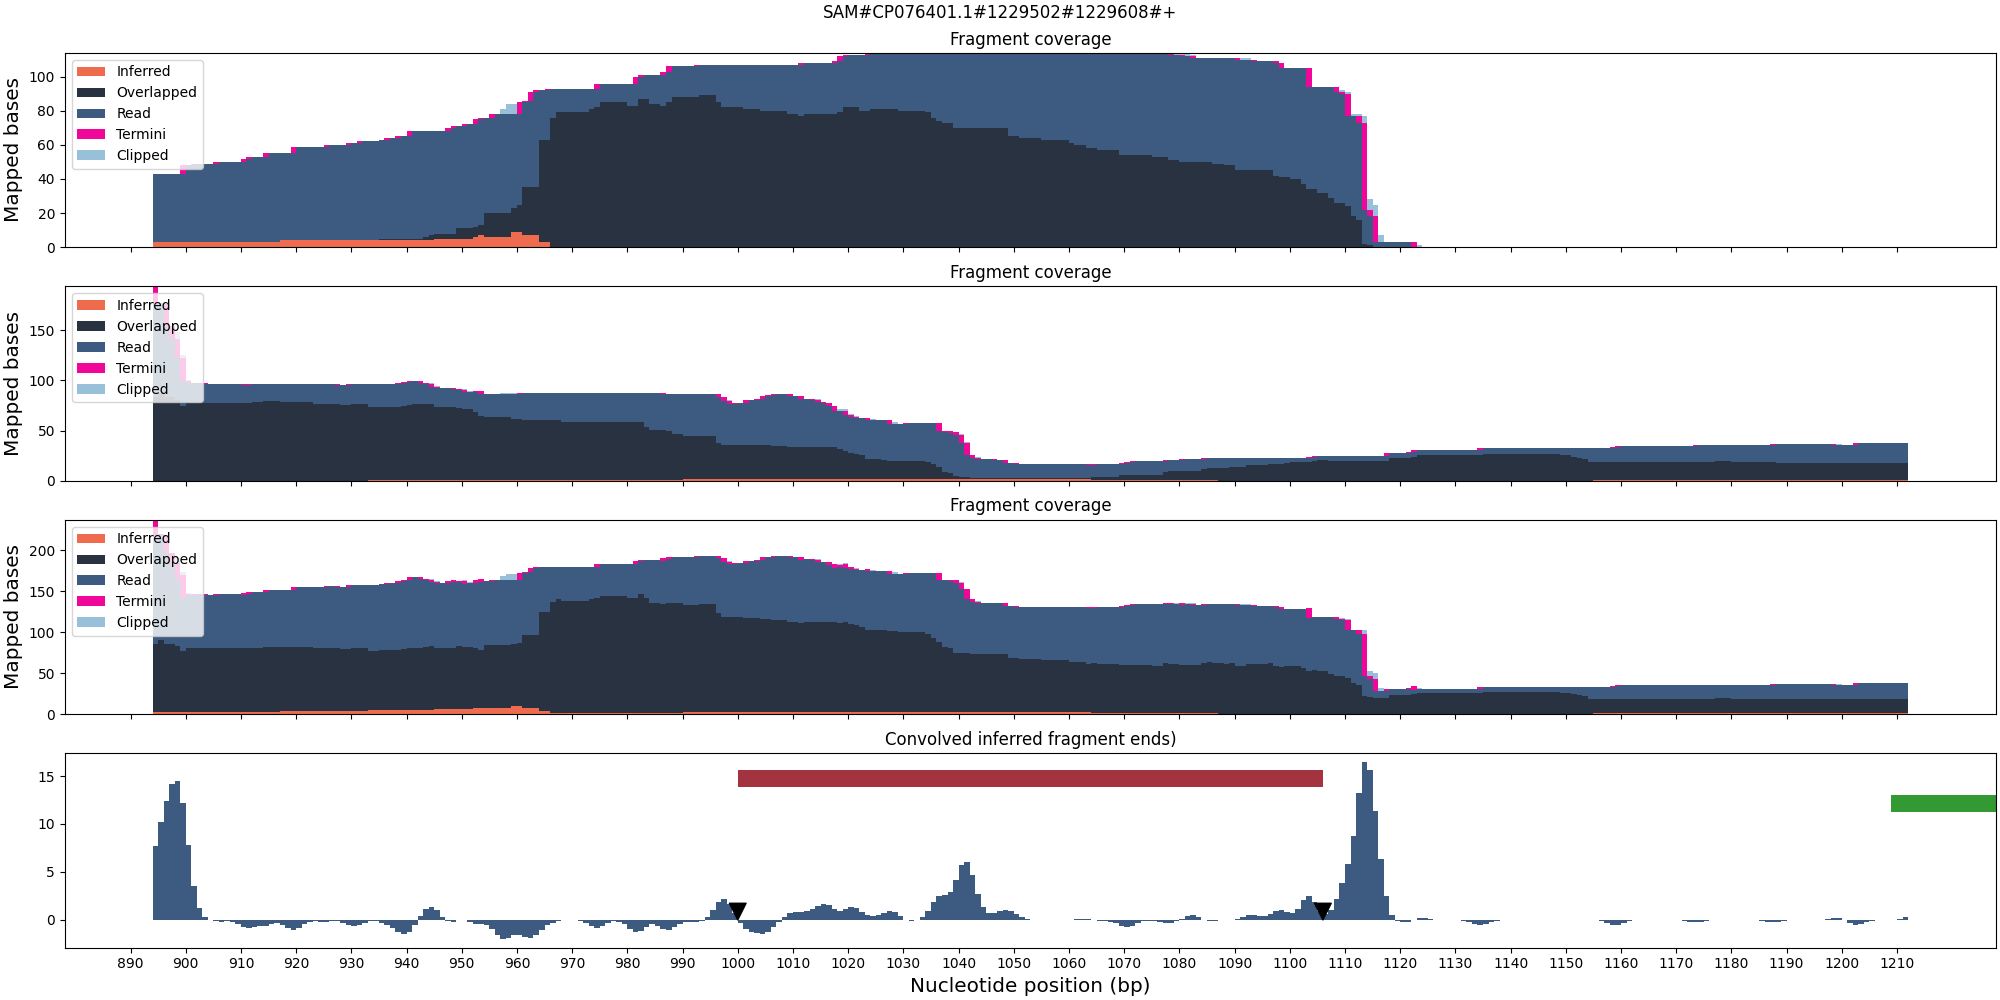 SAM#CP076401.1#1229502#1229608#+
Fragment coverage
Mapped bases
100
80
60
40
20
0
Inferred
Overlapped
Read
Termini
Clipped
Fragment coverage
Mapped bases
150
100
50
0
Inferred
Overlapped
Read
Termini
Clipped
Fragment coverage
Mapped bases
200
150
100
50
0
Inferred
Overlapped
Read
Termini
Clipped
Convolved inferred fragment ends)
15
10
5
0
890 900 910 920 930 940 950 960 970 980 990 1000 1010 1020 1030 1040 1050 1060 1070 1080 1090 1100 1110 1120 1130 1140 1150 1160 1170 1180 1190 1200 1210
Nucleotide position (bp)